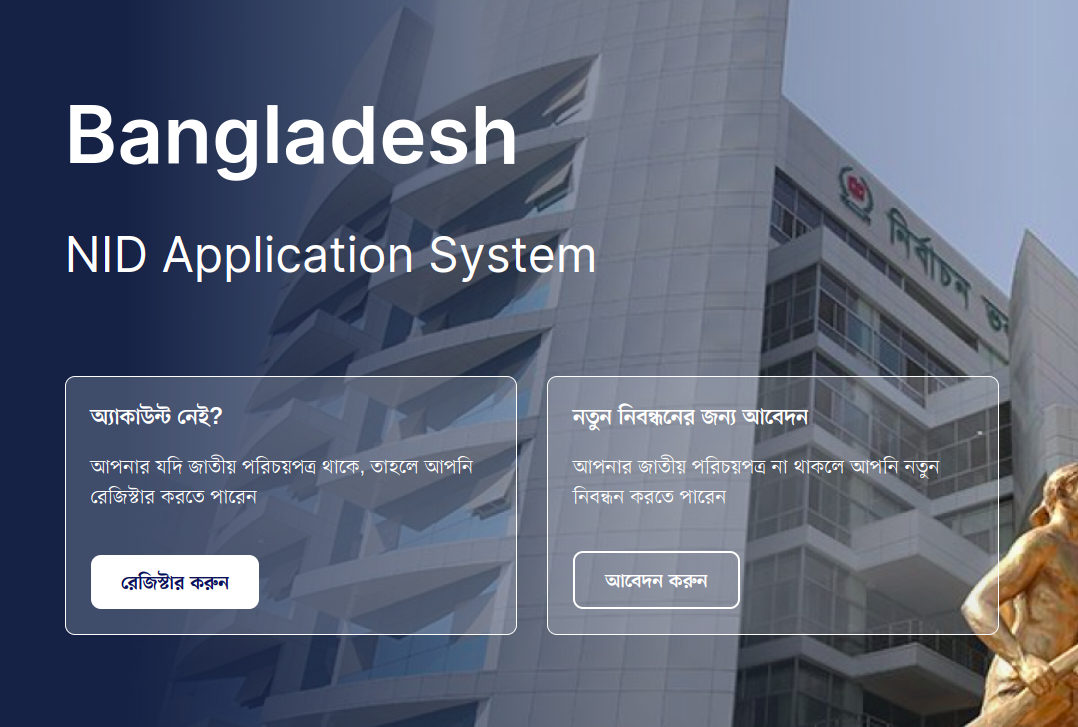 Bangladesh
NID Application System
নির্বাচন
অ্যাকাউন্ট নেই?
আপনার যদি জাতীয় পরিচয়পত্র থাকে, তাহলে আপনি
রেজিস্টার করতে পারেন
রেজিস্টার করুন
নতুন নিবন্ধনের জন্য আবেদন
আপনার জাতীয় পরিচয়পত্র না থাকলে আপনি নতুন
নিবন্ধন করতে পারেন
আবেদন করুন